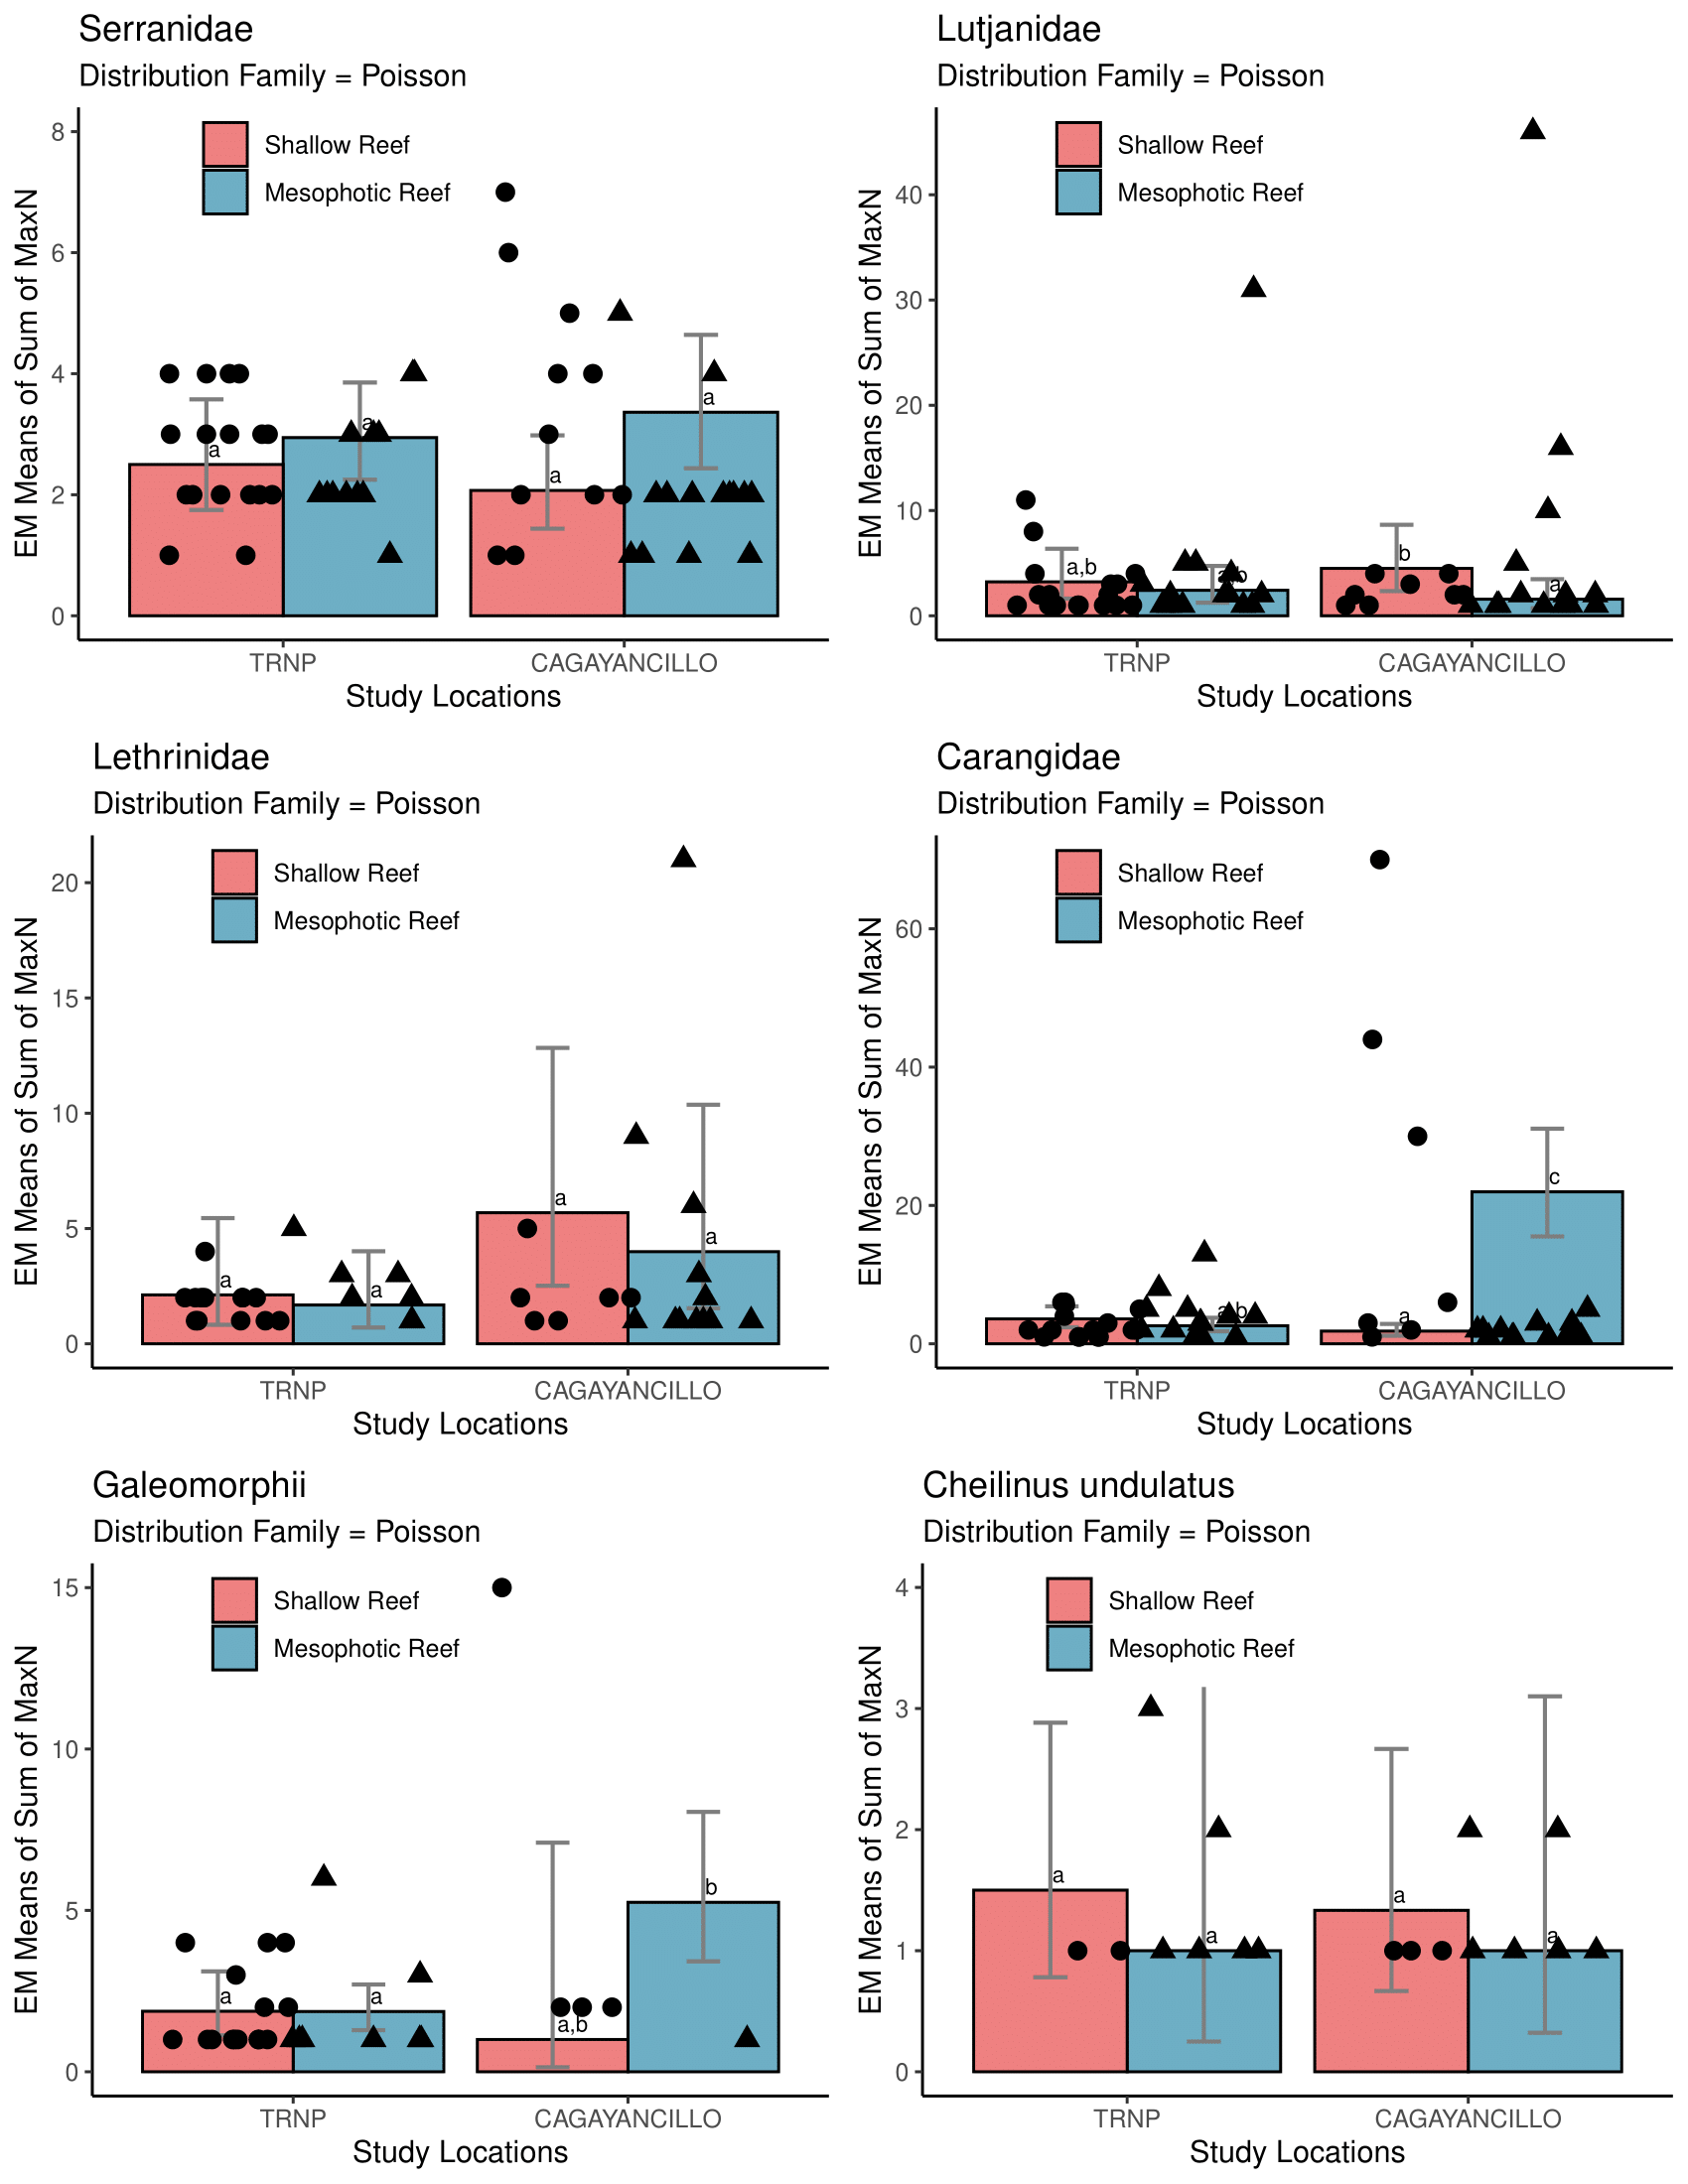 Serranidae
Distribution Family = Poisson
Shallow Reef
Mesophotic Reef
EM Means of Sum of MaxN
8
6
4
2
0
a
a
a
a
TRNP
CAGAYANCILLO
Study Locations
Lutjanidae
Distribution Family = Poisson
Shallow Reef
Mesophotic Reef
EM Means of Sum of MaxN
40
30
20
10
0
a,b
a,b
b
a
TRNP
CAGAYANCILLO
Study Locations
Lethrinidae
Distribution Family = Poisson
Shallow Reef
Mesophotic Reef
EM Means of Sum of MaxN
20
15
10
5
0
a
a
a
a
TRNP
CAGAYANCILLO
Study Locations
Carangidae
Distribution Family = Poisson
Shallow Reef
Mesophotic Reef
EM Means of Sum of MaxN
60
40
20
0
a,b
a
c
TRNP
CAGAYANCILLO
Study Locations
Galeomorphii
Distribution Family = Poisson
Shallow Reef
Mesophotic Reef
EM Means of Sum of MaxN
15
10
5
0
a
a
a,b
b
TRNP
CAGAYANCILLO
Study Locations
Cheilinus undulatus
Distribution Family = Poisson
Shallow Reef
Mesophotic Reef
EM Means of Sum of MaxN
4
3
2
1
0
a
a
a
a
TRNP
CAGAYANCILLO
Study Locations